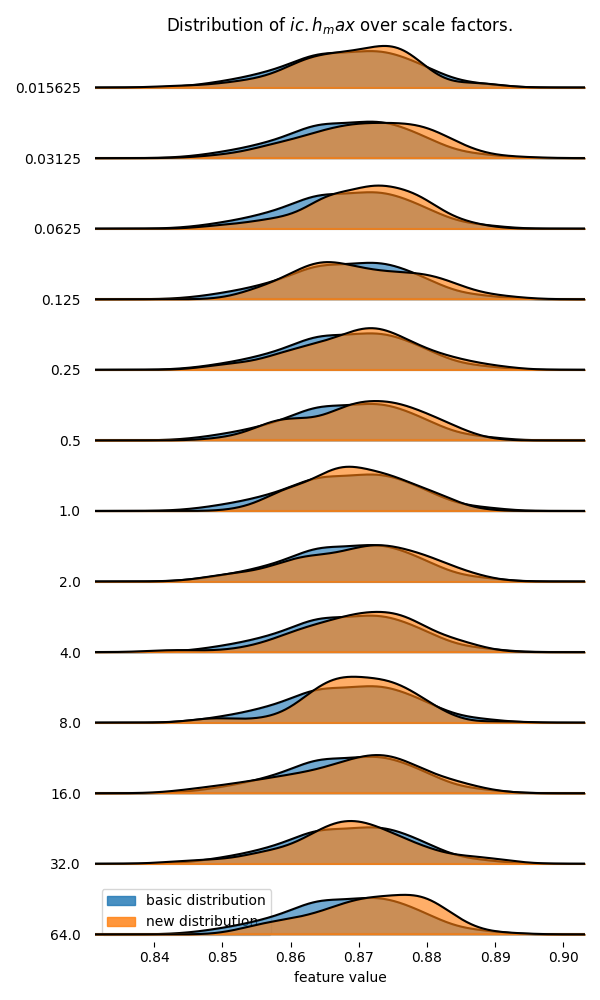 Distribution of ic.h_max over scale factors.
0.015625
0.03125
0.0625
0.125
0.25
0.5
1.0
2.0
4.0
8.0
16.0
32.0
64.0
basic distribution
new distribution
0.84 0.85 0.86 0.87 0.88 0.89 0.90
feature value